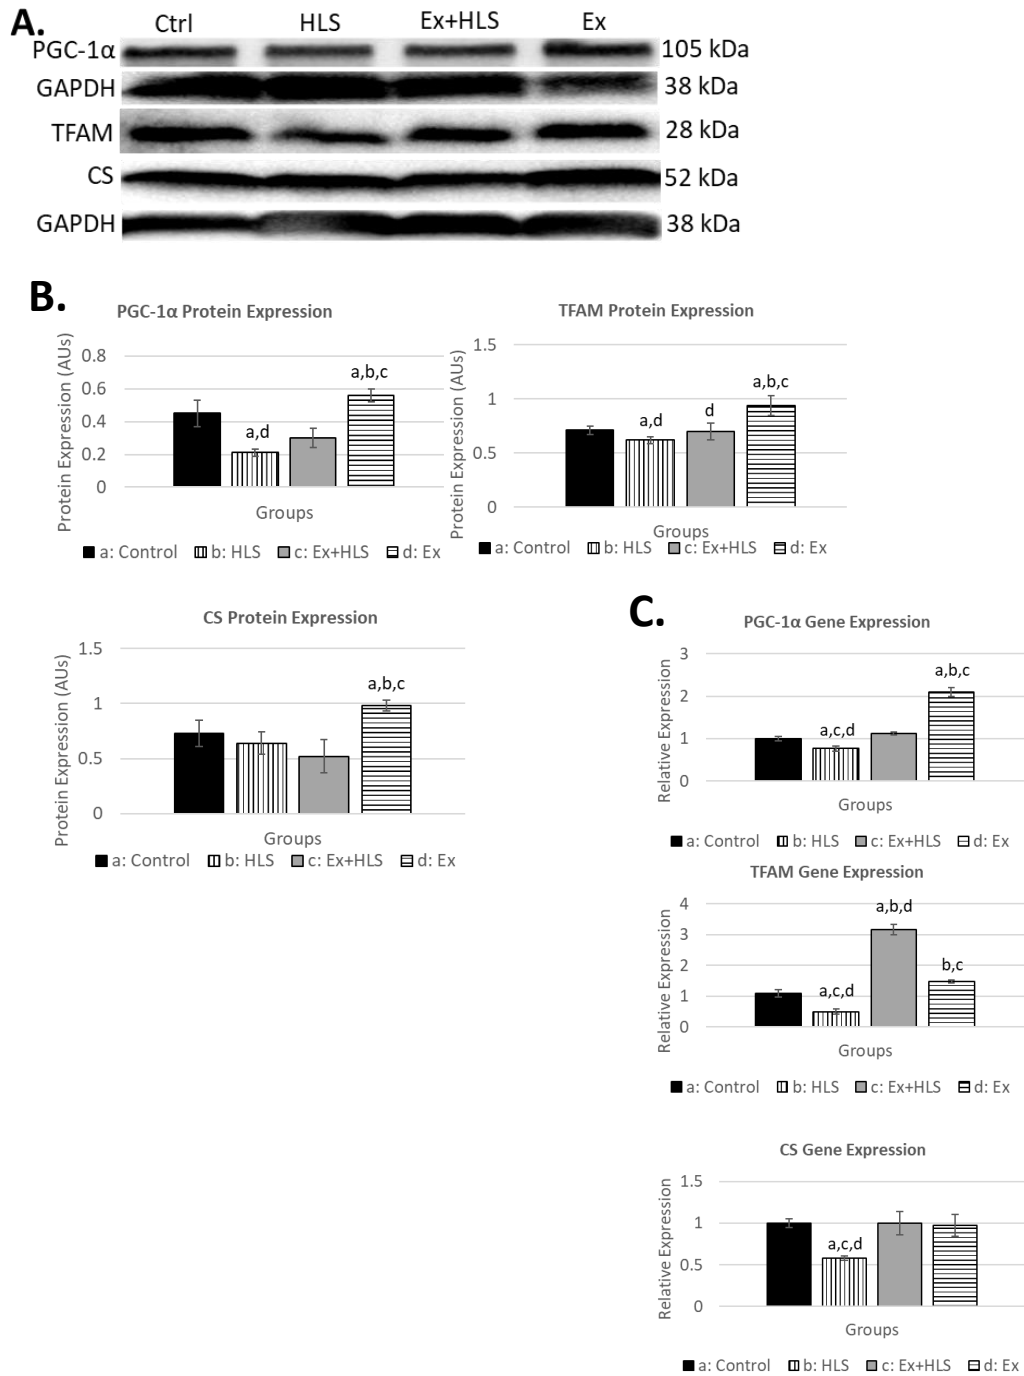 A.
Ctrl HLS Ex+HLS Ex
PGC-1α 105 kDa
GAPDH 38 kDa
TFAM 28 kDa
CS 52 kDa
GAPDH 38 kDa
B.
PGC-1α Protein Expression
Protein Expression (AUs)
0.8
0.6
0.4
0.2
0
a,d
a,b,c
Groups
a: Control b: HLS c: Ex+HLS d: Ex
TFAM Protein Expression
Protein Expression (AUs)
1.5
1
0.5
0
a,d
d
a,b,c
Groups
a: Control b: HLS c: Ex+HLS d: Ex
CS Protein Expression
Protein Expression (AUs)
1.5
1
0.5
0
a,b,c
Groups
a: Control b: HLS c: Ex+HLS d: Ex
C.
PGC-1α Gene Expression
Relative Expression
3
2
1
0
a,c,d
a,b,c
Groups
a: Control b: HLS c: Ex+HLS d: Ex
TFAM Gene Expression
Relative Expression
4
3
2
1
0
a,c,d
a,b,d
b,c
Groups
a: Control b: HLS c: Ex+HLS d: Ex
CS Gene Expression
Relative Expression
1.5
1
0.5
0
a,c,d
Groups
a: Control b: HLS c: Ex+HLS d: Ex